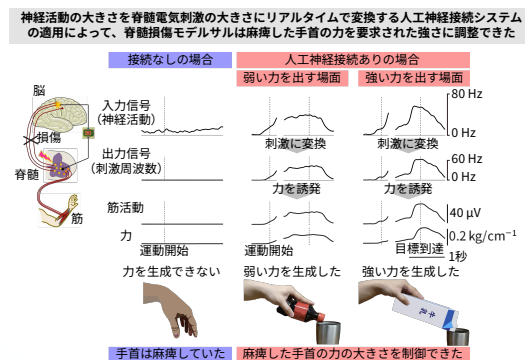 神経活動の大きさを脊髄電気刺激の大きさにリアルタイムで変換する人工神経接続システム
の適用によって、脊髄損傷モデルサルは麻痺した手首の力を要求された強さに調整できた
接続なしの場合
人工神経接続ありの場合
弱い力を出す場面
強い力を出す場面
脳
損傷
脊髄
筋
入力信号
(神経活動)
80 Hz
0 Hz
刺激に変換
刺激に変換
出力信号
(刺激周波数)
60 Hz
0 Hz
力を誘発
力を誘発
筋活動
40 μV
力
0.2 kg/cm⁻¹
運動開始
運動開始
目標到達
1秒
力を生成できない
弱い力を生成した
強い力を生成した
牛乳
手首は麻痺していた
麻痺した手首の力の大きさを制御できた